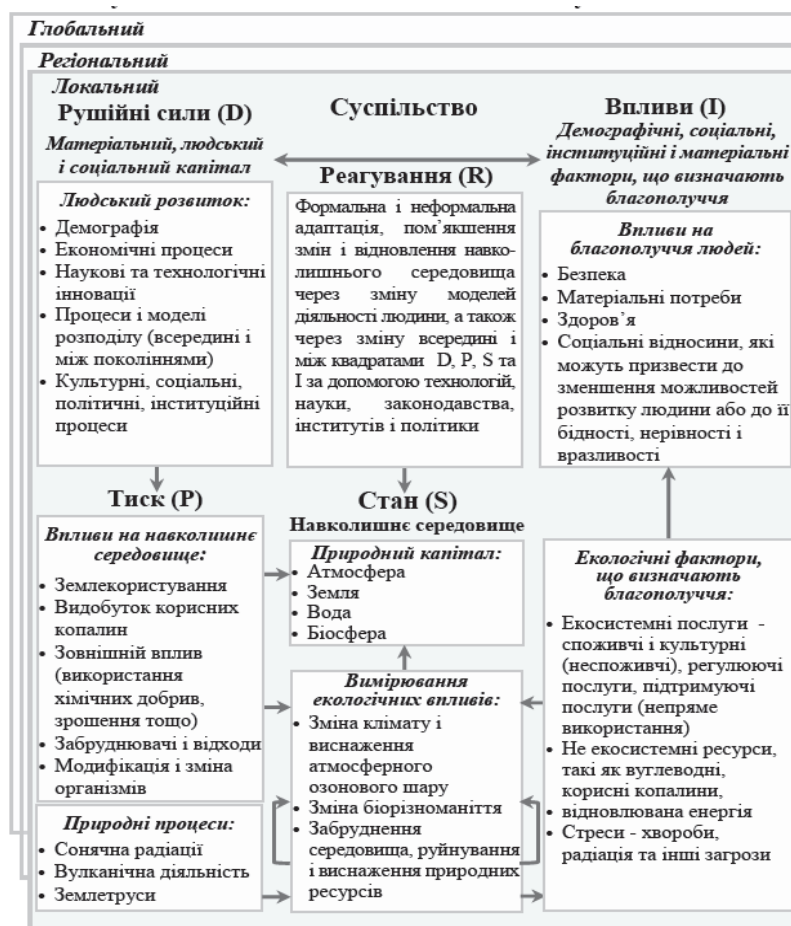 Глобальний
Регіональний
Локальний
Рушійні сили (D)
Матеріальний, людський
і соціальний капітал
Людський розвиток:
• Демографія
• Економічні процеси
• Наукові та технологічні
інновації
• Процеси і моделі
розподілу (всередині і
між поколіннями)
• Культурні, соціальні,
політичні, інституційні
процеси
Суспільство
Реагування (R)
Формальна і неформальна
адаптація, пом’якшення
змін і відновлення навко-
лишнього середовища
через зміну моделей
діяльності людини, а також
через зміну всередині і
між квадратами D, P, S та
I за допомогою технологій,
науки, законодавства,
інститутів і політики
Впливи (I)
Демографічні, соціальні,
інституційні і матеріальні
фактори, що визначають
благополуччя
Впливи на
благополуччя людей:
• Безпека
• Матеріальні потреби
• Здоров’я
• Соціальні відносини, які
можуть призвести до
зменшення можливостей
розвитку людини або до її
бідності, нерівності і
вразливості
Тиск (P)
Впливи на навколишнє
середовище:
• Землекористування
• Видобуток корисних
копалин
• Зовнішній вплив
(використання
хімічних добрив,
зрошення тощо)
• Забруднювачі і відходи
• Модифікація і зміна
організмів
Природні процеси:
• Сонячна радіації
• Вулканічна діяльність
• Землетруси
Стан (S)
Навколишнє середовище
Природний капітал:
• Атмосфера
• Земля
• Вода
• Біосфера
Вимірювання
екологічних впливів:
• Зміна клімату і
виснаження
атмосферного
озонового шару
• Зміна біорізноманіття
• Забруднення
середовища, руйнування
і виснаження природних
ресурсів
Екологічні фактори,
що визначають
благополуччя:
• Екосистемні послуги -
споживчі і культурні
(неспоживчі), регулюючі
послуги, підтримуючі
послуги (непряме
використання)
• Не екосистемні ресурси,
такі як вуглеводні,
корисні копалини,
• відновлювана енергія
• Стреси - хвороби,
радіація та інші загрози